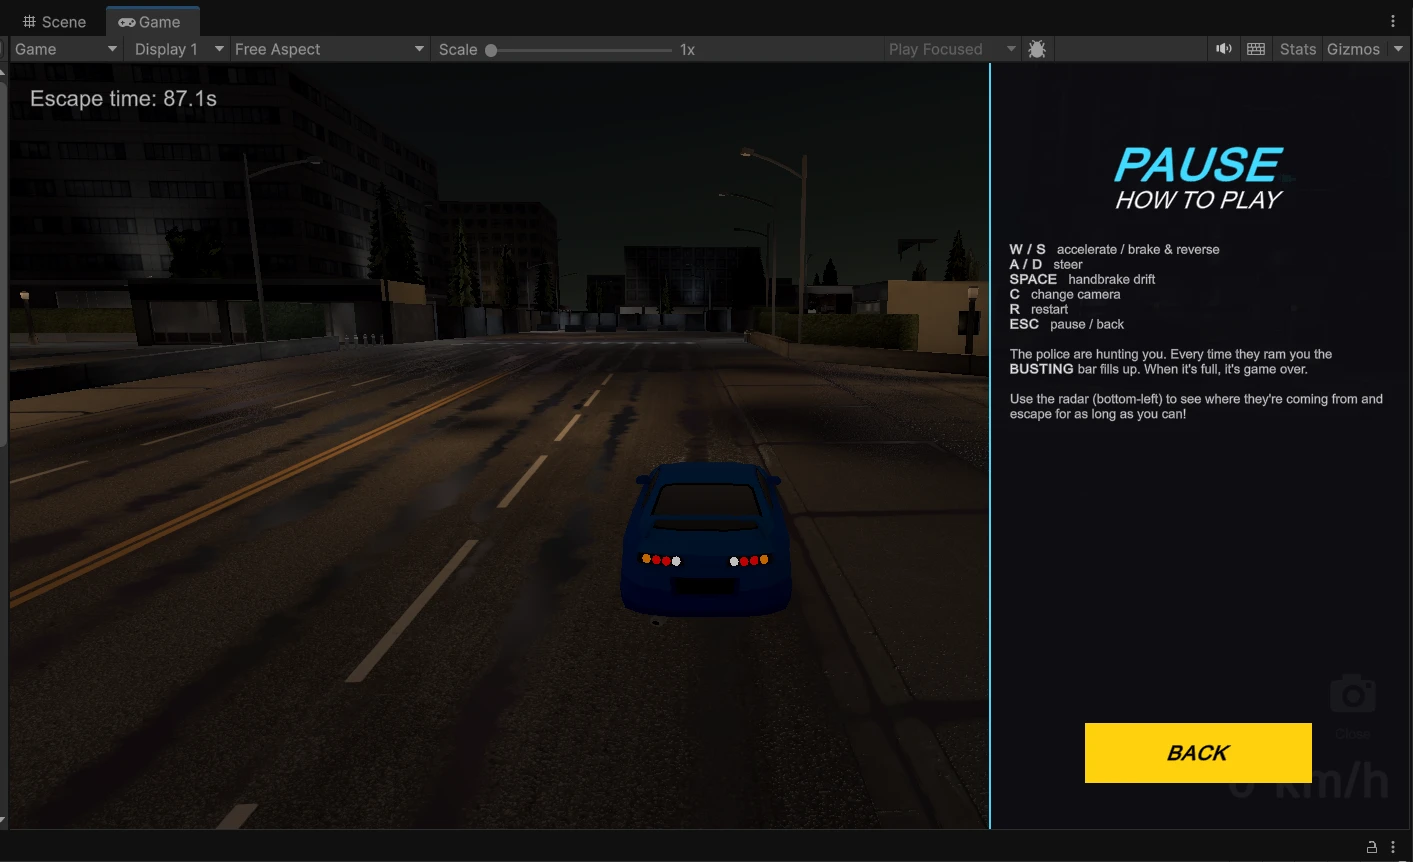 Scene
Game
Game
Display 1
Free Aspect
Scale
1x
Play Focused
Stats
Gizmos
Escape time: 87.1s
PAUSE
HOW TO PLAY
W / S accelerate / brake & reverse
A / D steer
SPACE handbrake drift
C change camera
R restart
ESC pause / back
The police are hunting you. Every time they ram you the
BUSTING bar fills up. When it's full, it's game over.
Use the radar (bottom-left) to see where they're coming from and
escape for as long as you can!
Close
BACK
0 km/h